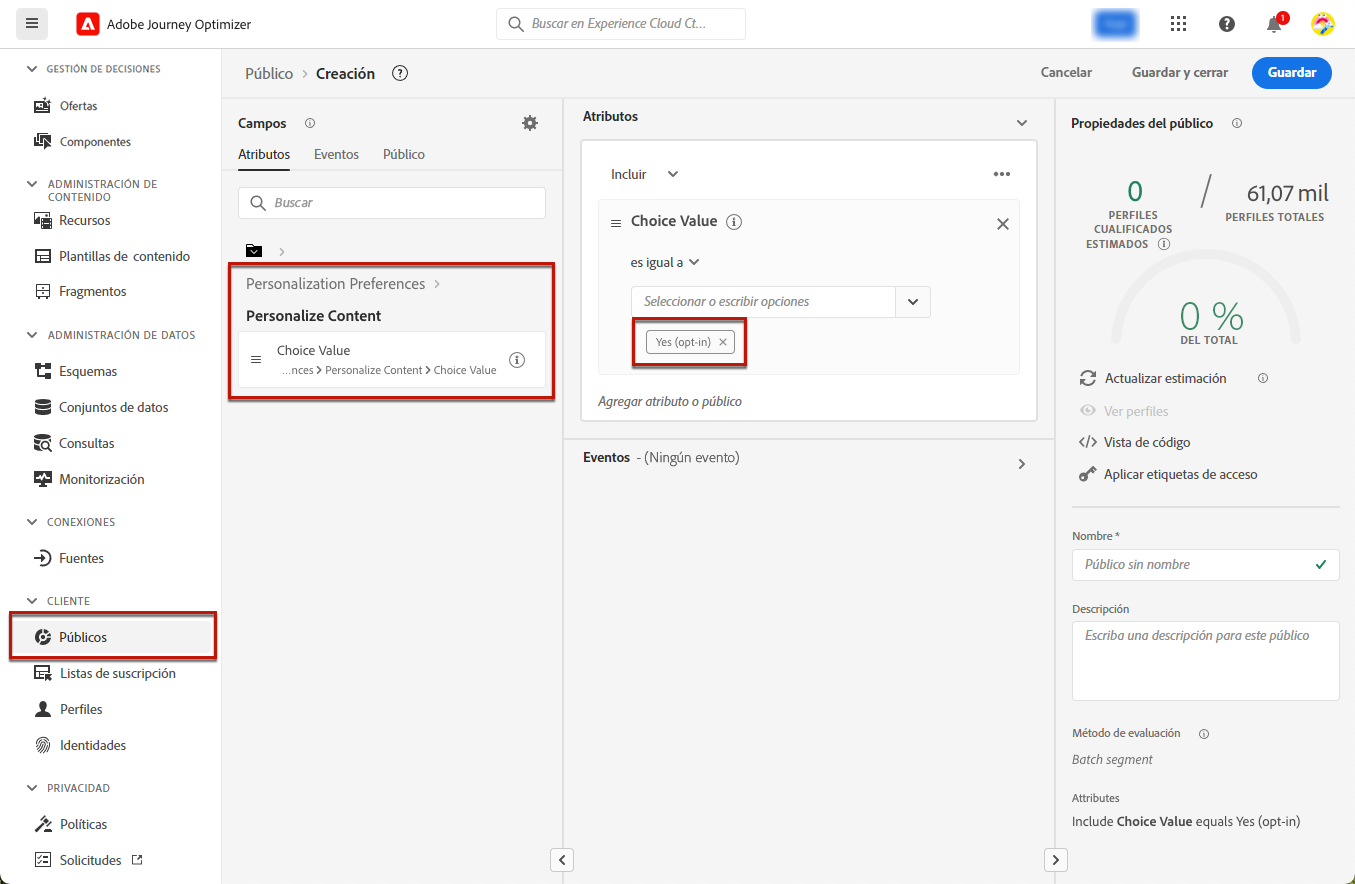 Adobe Journey Optimizer
Buscar en Experience Cloud Ct...
1
GESTIÓN DE DECISIONES
Ofertas
Componentes
ADMINISTRACIÓN DE
CONTENIDO
Recursos
Plantillas de contenido
Fragmentos
ADMINISTRACIÓN DE DATOS
Esquemas
Conjuntos de datos
Consultas
Monitorización
CONEXIONES
Fuentes
CLIENTE
Públicos
Listas de suscripción
Perfiles
Identidades
PRIVACIDAD
Políticas
Solicitudes
Público > Creación
Cancelar
Guardar y cerrar
Guardar
Campos
Atributos Eventos Público
Buscar
Personalization Preferences >
Personalize Content
Choice Value
...nces > Personalize Content > Choice Value
Atributos
Incluir
Choice Value
es igual a
Seleccionar o escribir opciones
Yes (opt-in)
Agregar atributo o público
Eventos - (Ningún evento)
Propiedades del público
0 / 61,07 mil
PERFILES
CUALIFICADOS
ESTIMADOS
PERFILES TOTALES
0 %
DEL TOTAL
Actualizar estimación
Ver perfiles
Vista de código
Aplicar etiquetas de acceso
Nombre *
Público sin nombre
Descripción
Escriba una descripción para este público
Método de evaluación
Batch segment
Attributes
Include Choice Value equals Yes (opt-in)